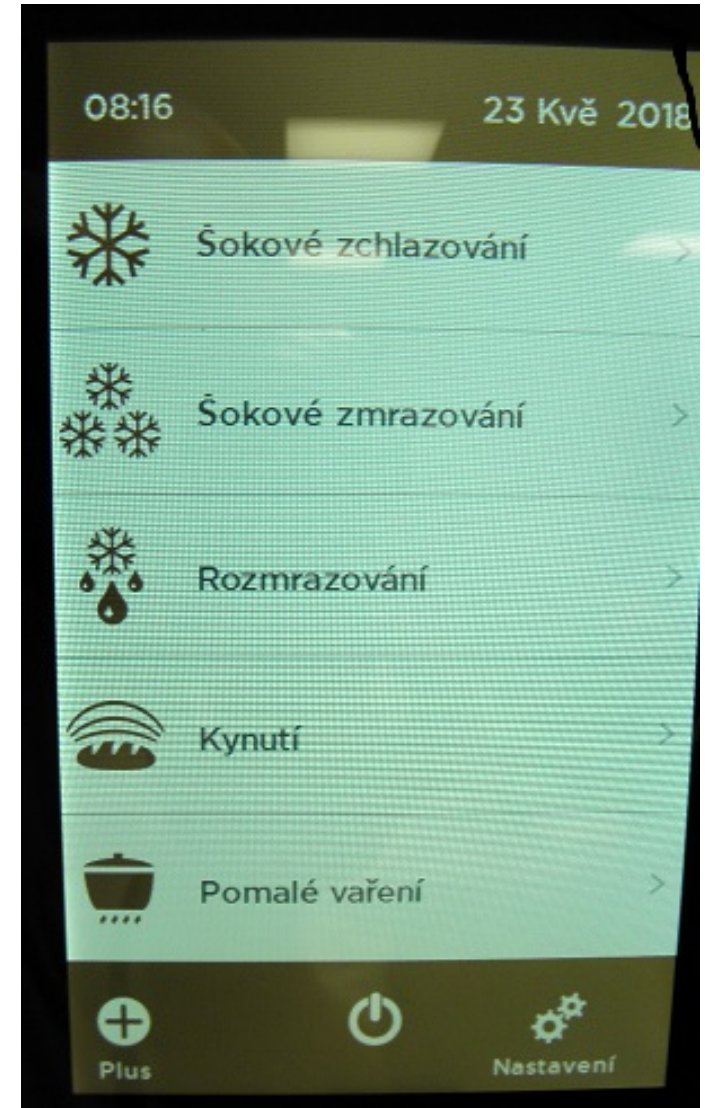 08:16 23 Kvě 2018
Šokové zchlazování
Šokové zmrazování
Rozmrazování
Kynutí
Pomalé vaření
Plus
Nastavení